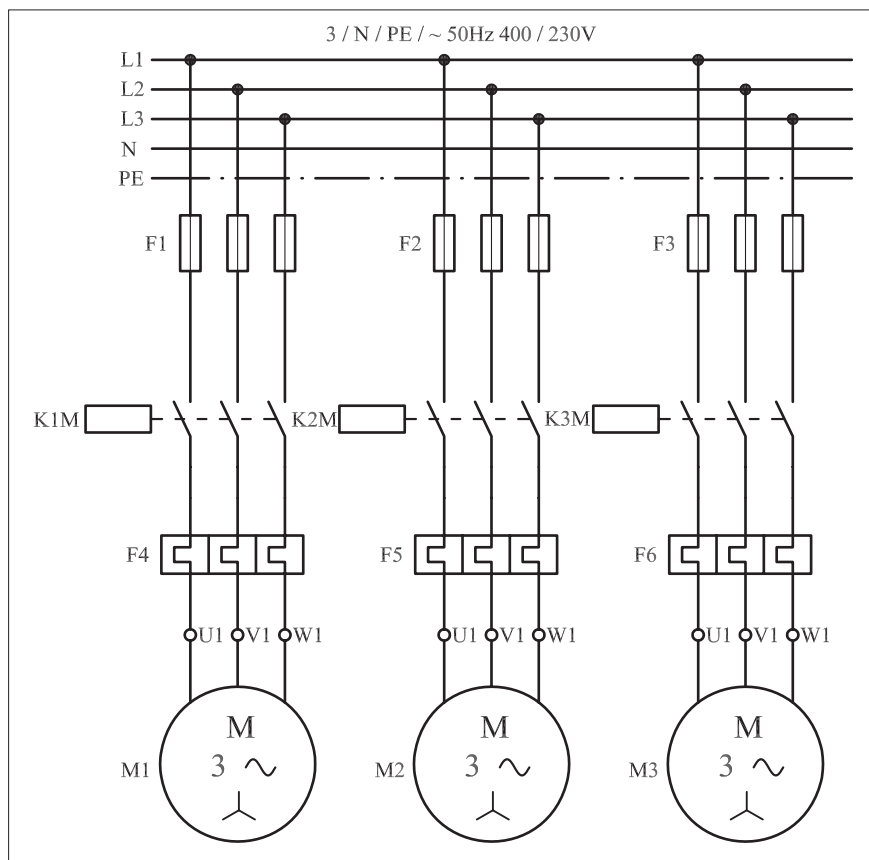 3 / N / PE / ~ 50Hz 400 / 230V
L1
L2
L3
N
PE
F1 F2 F3
K1M K2M K3M
F4 F5 F6
U1 V1 W1 U1 V1 W1 U1 V1 W1
M M M
M1 3 M2 3 M3 3